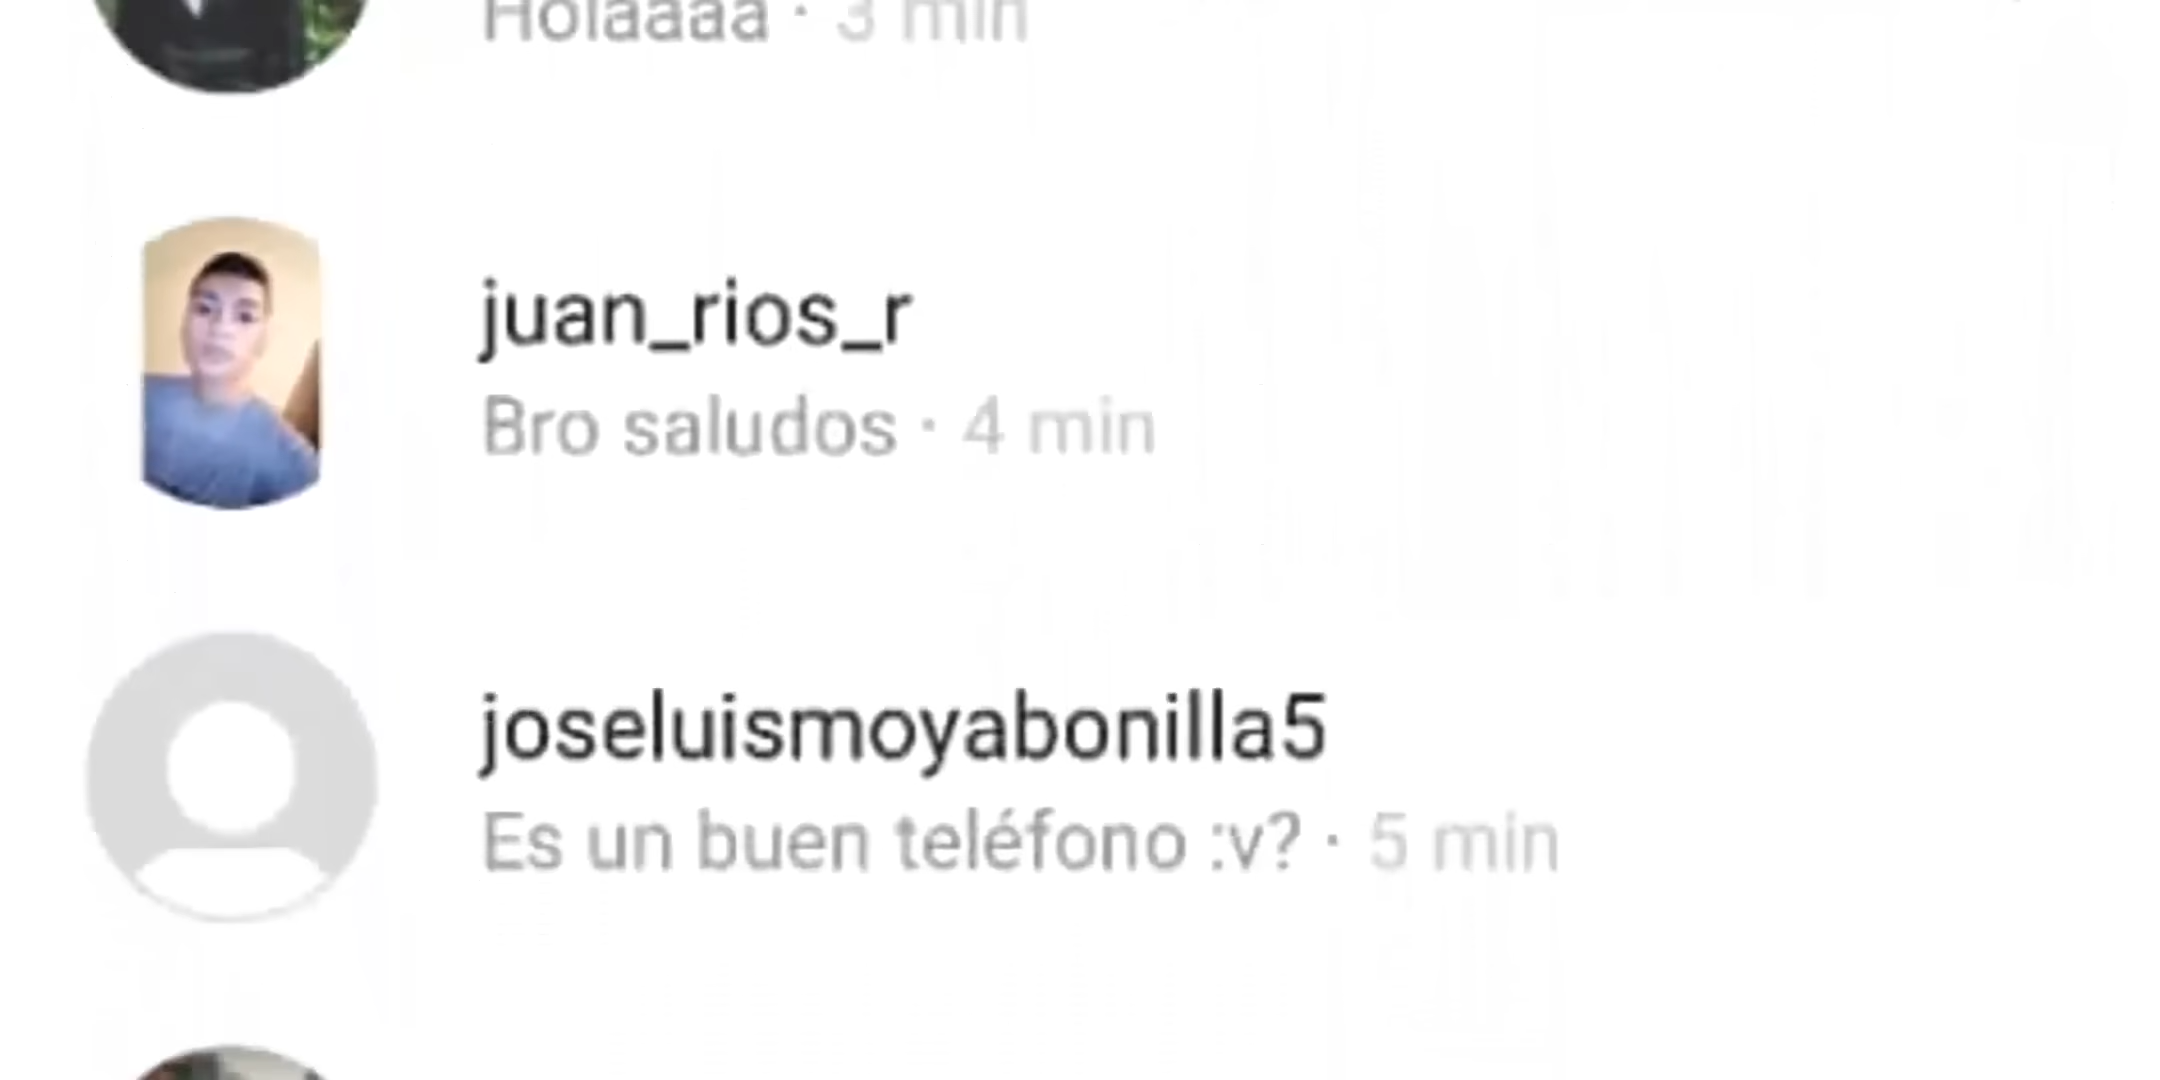 Holaaaa · 3 min
juan_rios_r
Bro saludos · 4 min
joseluismoyabonilla5
Es un buen teléfono :v? · 5 min